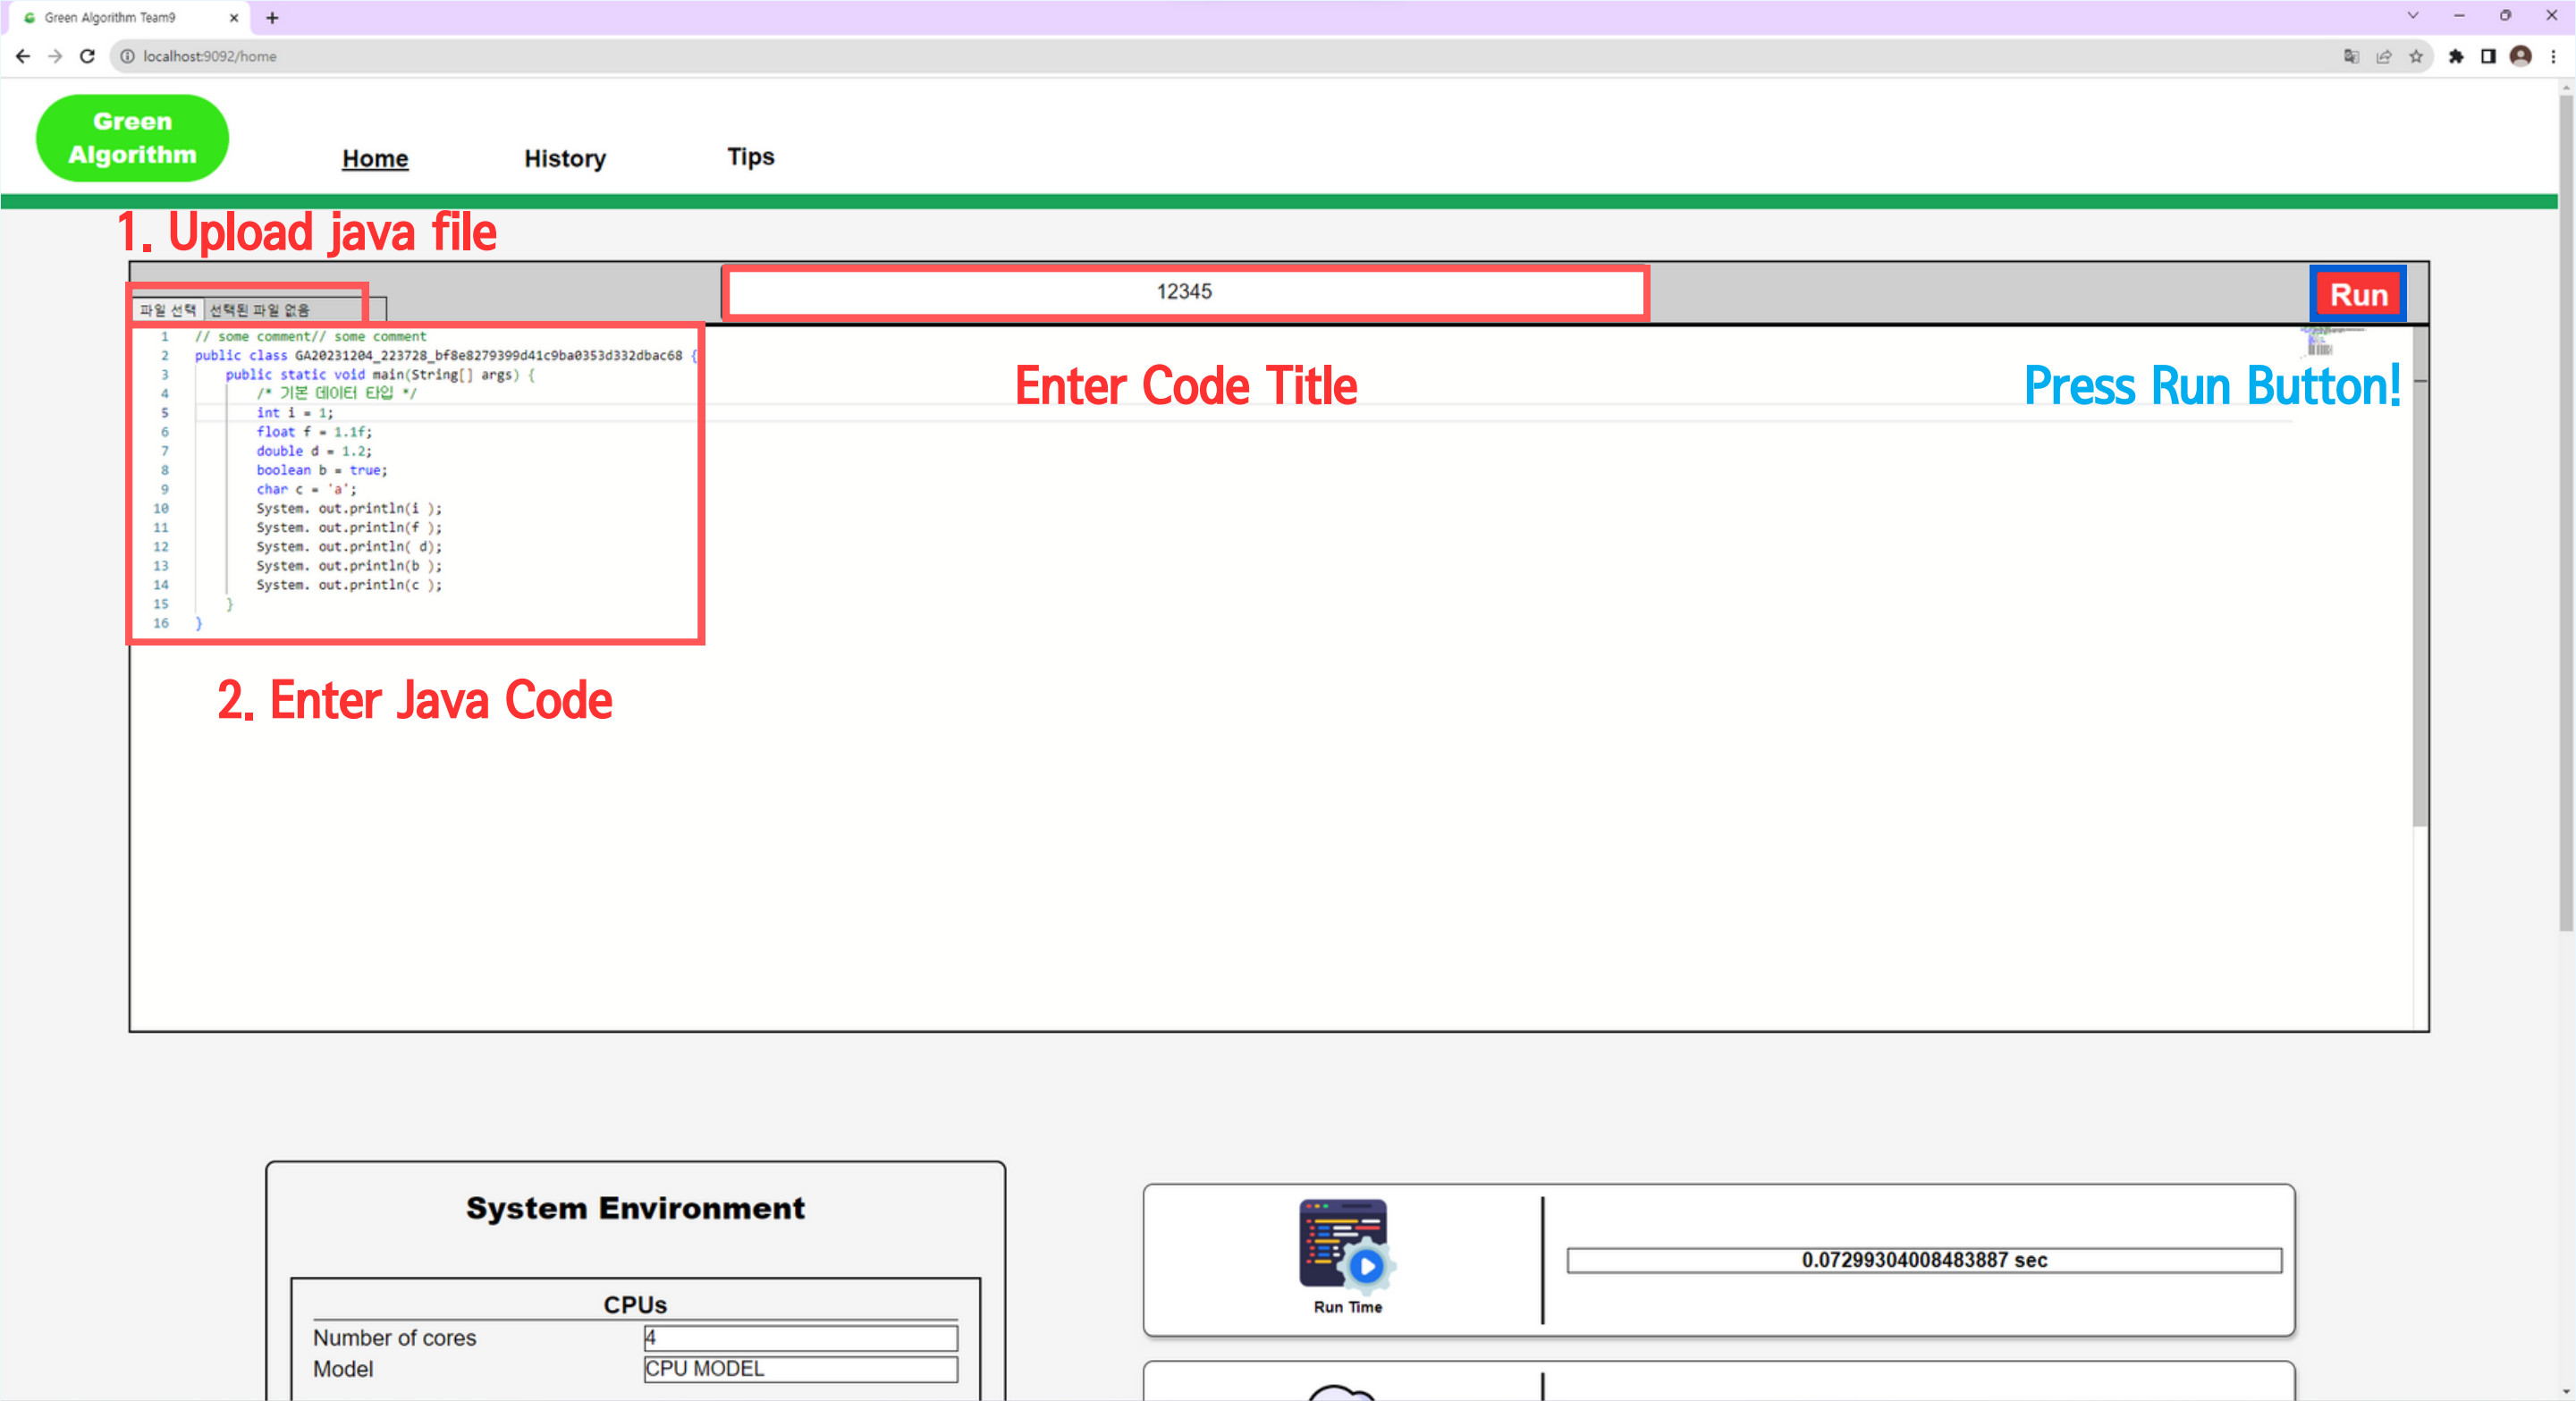 Green Algorithm Team9
localhost:9092/home
Green
Algorithm
Home
History
Tips
1. Upload java file
12345
Run
파일 선택 선택된 파일 없음
1 // some comment// some comment
2 public class GA20231204_223728_bf8e8279399d41c9ba0353d332dbac68 {
3 public static void main(String[] args) {
4 /* 기본 데이터 타입 */
5 int i = 1;
6 float f = 1.1f;
7 double d = 1.2;
8 boolean b = true;
9 char c = 'a';
10 System. out.println(i );
11 System. out.println(f );
12 System. out.println( d);
13 System. out.println(b );
14 System. out.println(c );
15 }
16 }
Enter Code Title
Press Run Button!
2. Enter Java Code
System Environment
CPUs
Number of cores 4
Model CPU MODEL
Run Time
0.07299304008483887 sec